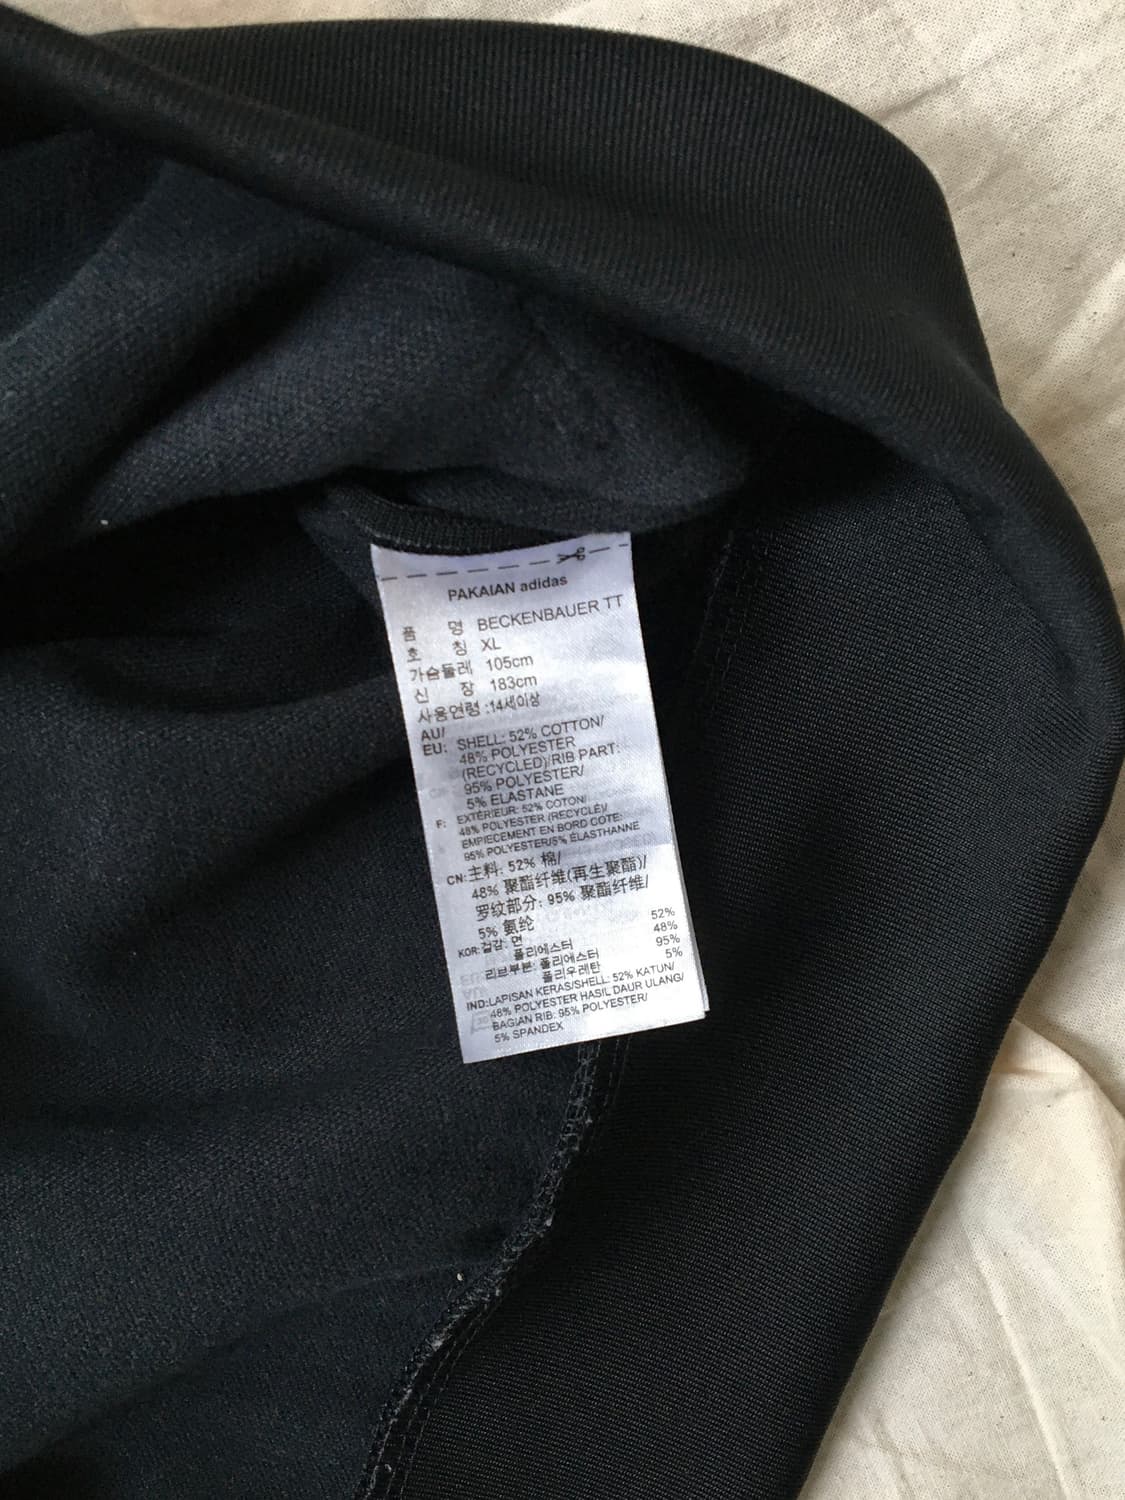 PAKAIAN adidas
품 명 BECKENBAUER TT
호 칭 XL
가슴둘레 105cm
신 장 183cm
사용연령 :14세이상
AU/
EU: SHELL: 52% COTTON/
48% POLYESTER
(RECYCLED)/RIB PART:
95% POLYESTER/
5% ELASTANE
F: EXTÉRIEUR: 52% COTON/
48% POLYESTER (RECYCLÉ)/
EMPIECEMENT EN BORD COTE:
95% POLYESTER/5% ÉLASTHANNE
CN: 主料: 52% 棉/
48% 聚酯纤维(再生聚酯)/
罗纹部分: 95% 聚酯纤维/
5% 氨纶
KOR: 겉감: 면 52%
폴리에스터 48%
리브부분: 폴리에스터 95%
폴리우레탄 5%
IND: LAPISAN KERAS/SHELL: 52% KATUN/
48% POLYESTER HASIL DAUR ULANG/
BAGIAN RIB: 95% POLYESTER/
5% SPANDEX